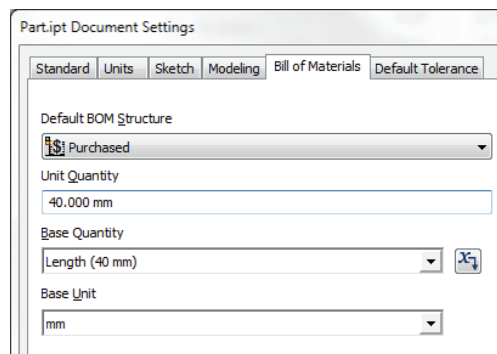 Part.ipt Document Settings
Standard Units Sketch Modeling Bill of Materials Default Tolerance
Default BOM Structure
Purchased
Unit Quantity
40.000 mm
Base Quantity
Length (40 mm)
Base Unit
mm